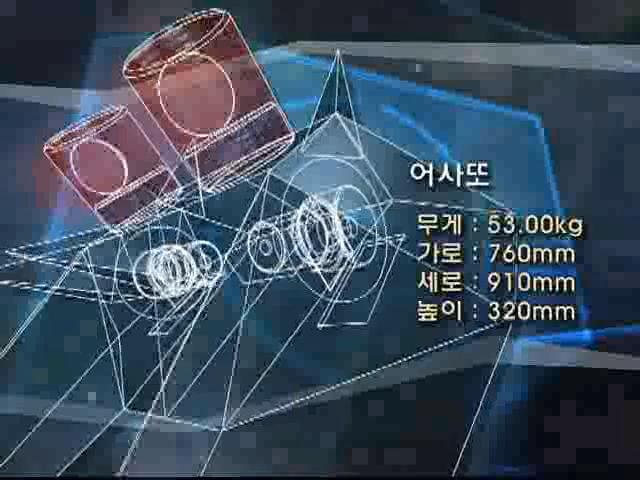 어사또
무게 : 53.00kg
가로 : 760mm
세로 : 910mm
높이 : 320mm